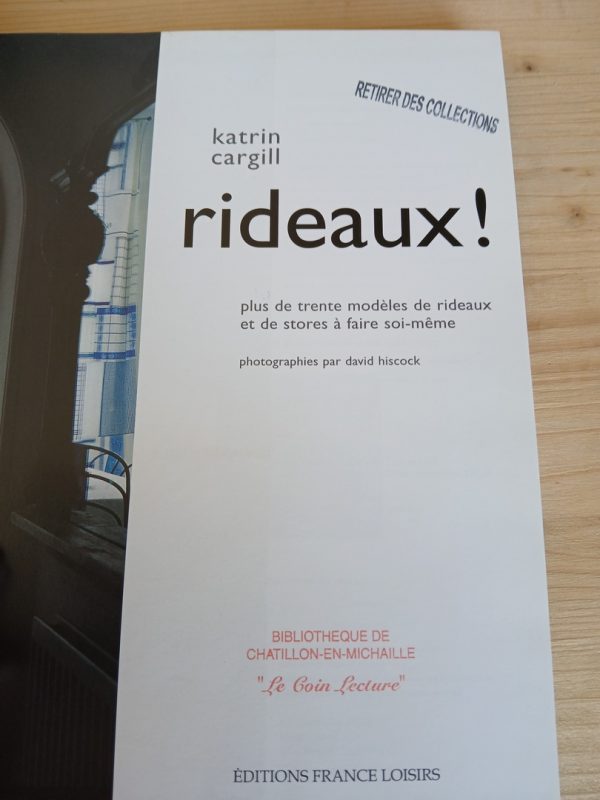 RETIRER DES COLLECTIONS
katrin
cargill
rideaux!
plus de trente modèles de rideaux
et de stores à faire soi-même
photographies par david hiscock
BIBLIOTHEQUE DE
CHATILLON-EN-MICHAILLE
"Le Coin Lecture"
ÉDITIONS FRANCE LOISIRS